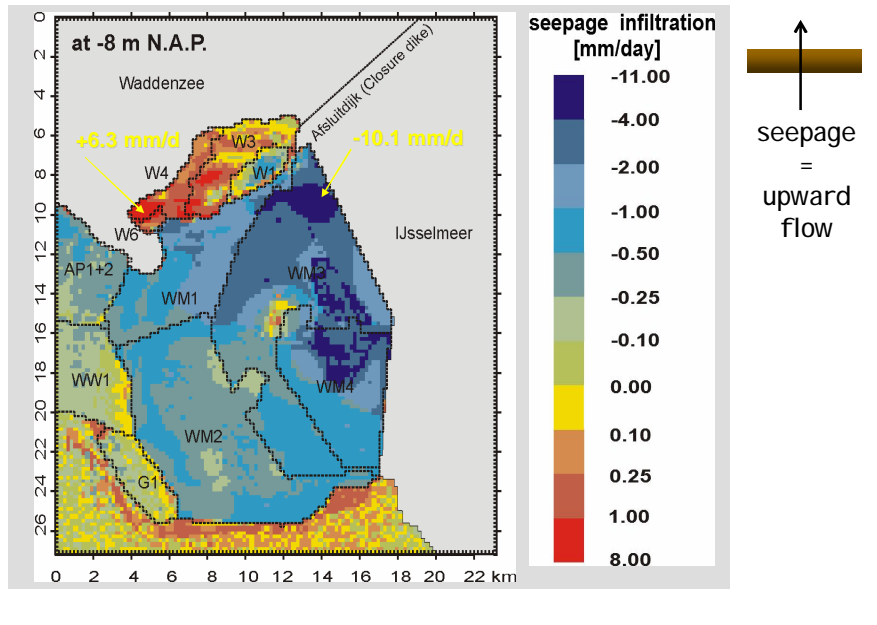 at -8 m N.A.P.
Waddenzee
Afsluitdijk (Closure dike)
+6.3 mm/d
-10.1 mm/d
W3
W4
W1
W6
IJsselmeer
AP1+2
WM3
WM1
WW1
WM4
WM2
G1
0
2
4
6
8
10
12
14
16
18
20
22
24
26
0 2 4 6 8 10 12 14 16 18 20 22 km
seepage infiltration
[mm/day]
-11.00
-4.00
-2.00
-1.00
-0.50
-0.25
-0.10
0.00
0.10
0.25
1.00
8.00
seepage
=
upward
flow